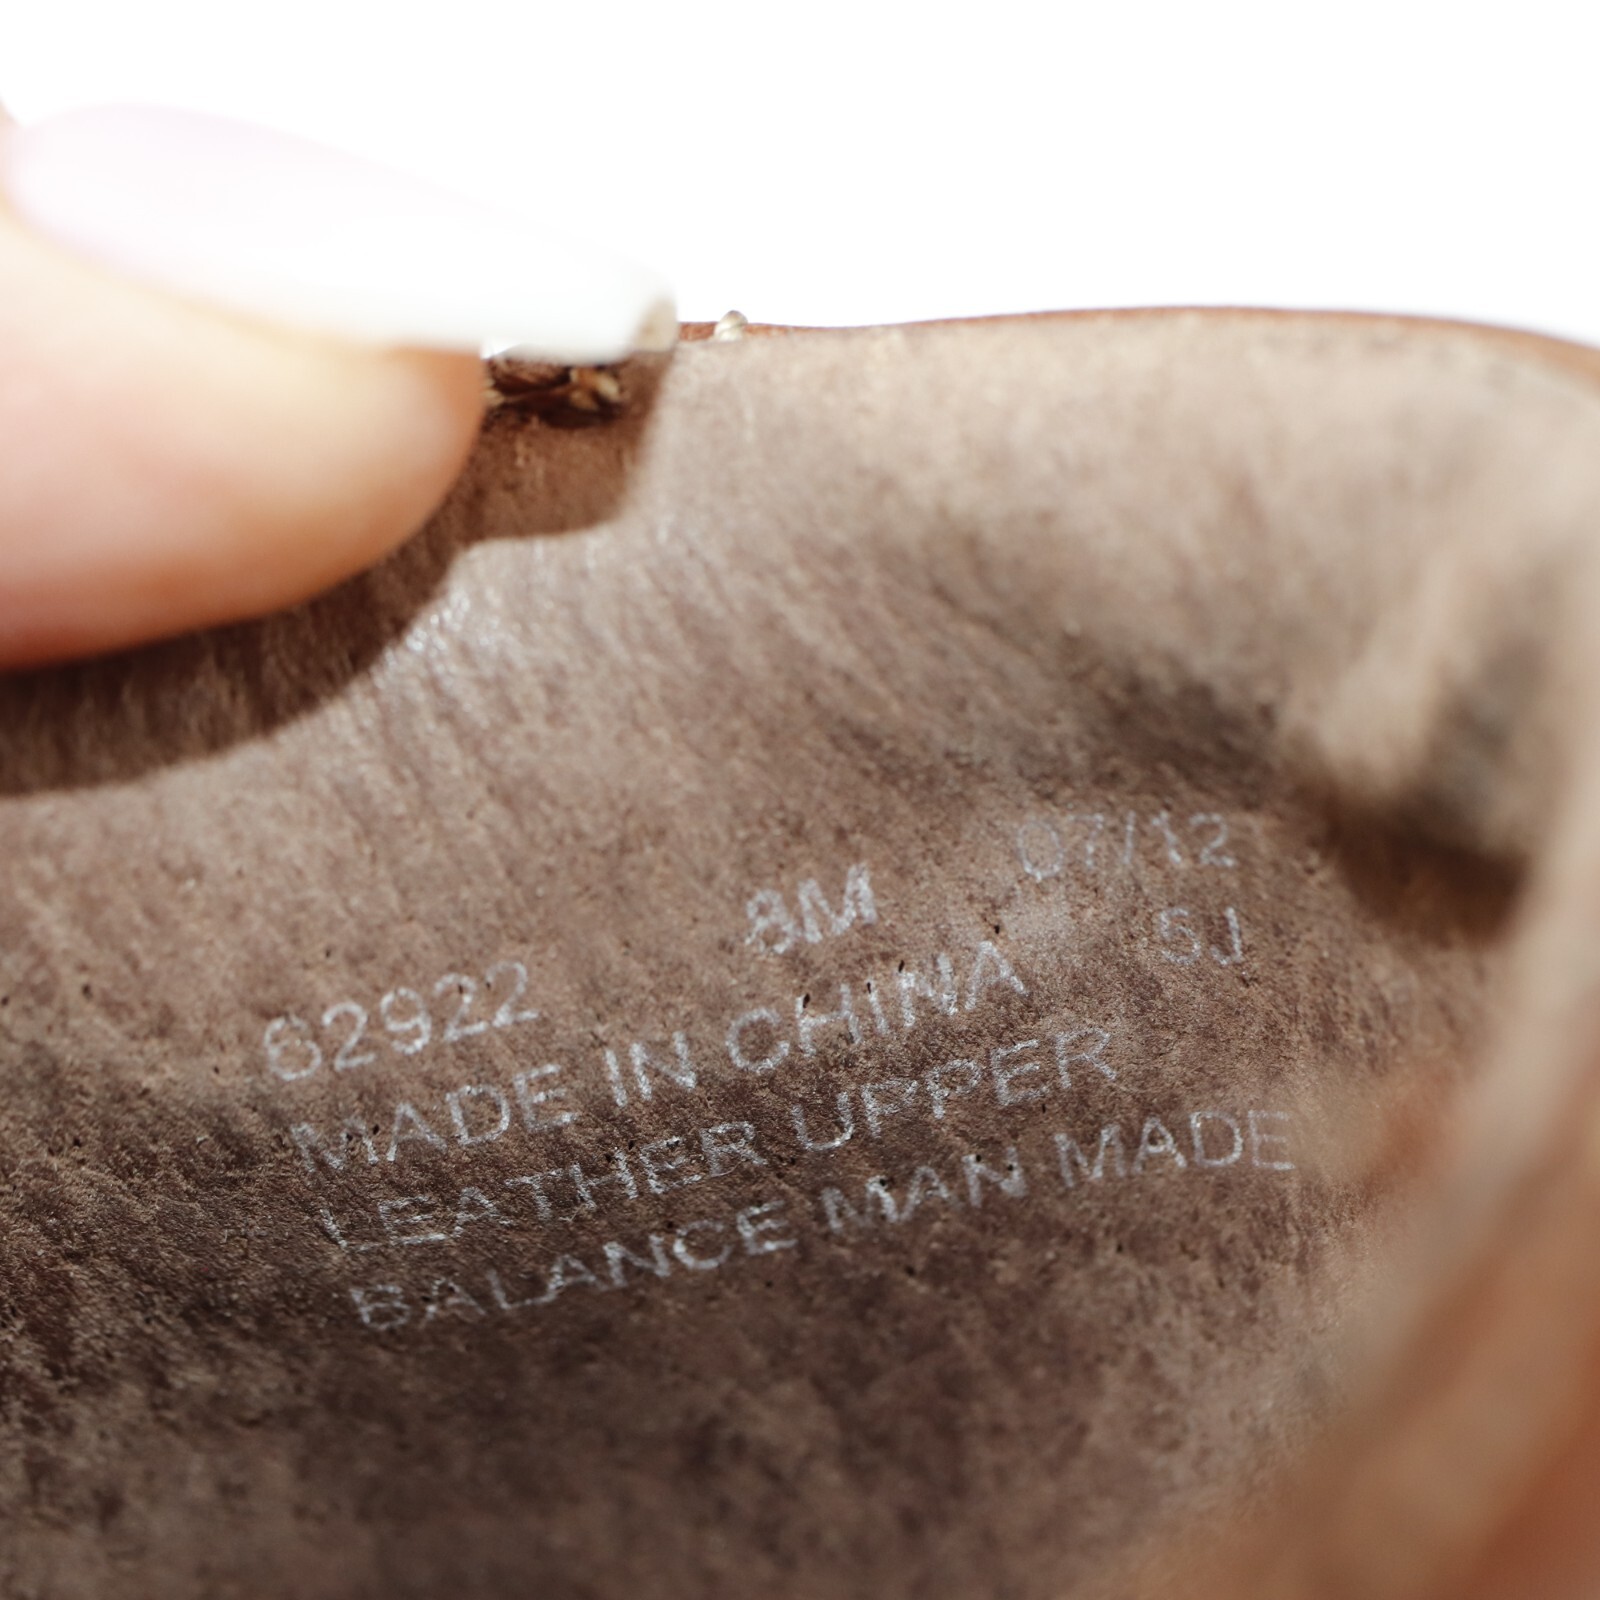 62922 8M 07/12
MADE IN CHINA 5J
LEATHER UPPER
BALANCE MAN MADE